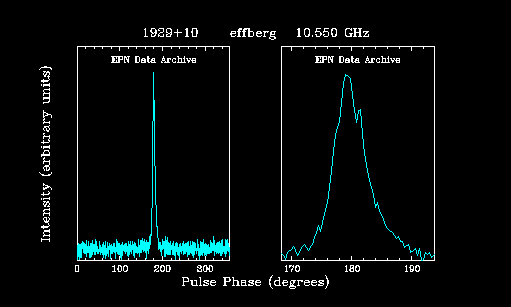 1929+10 effberg 10.550 GHz
EPN Data Archive EPN Data Archive
Intensity (arbitrary units)
0 100 200 300 170 180 190
Pulse Phase (degrees)